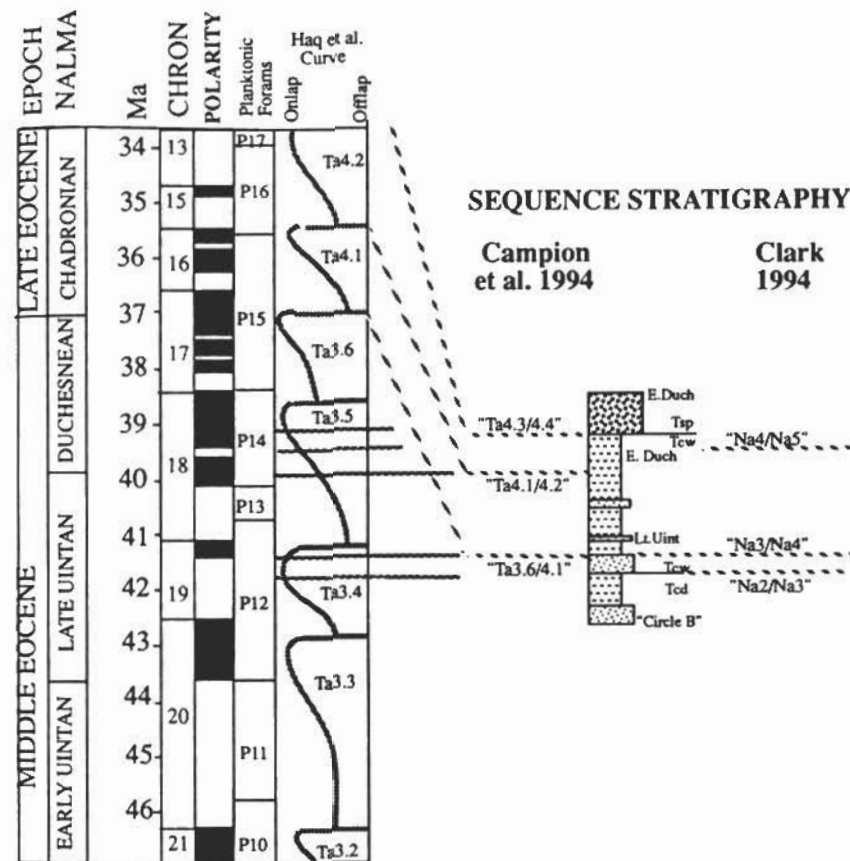 EPOCH
NALMA
Ma
CHRON
POLARITY
Planktonic
Forams
Haq et al.
Curve
Onlap
Offlap
LATE EOCENE
MIDDLE EOCENE
CHADRONIAN
DUCHESNEAN
LATE UINTAN
EARLY UINTAN
34
35
36
37
38
39
40
41
42
43
44
45
46
13
15
16
17
18
19
20
21
P17
P16
P15
P14
P13
P12
P11
P10
Ta4.2
Ta4.1
Ta3.6
Ta3.5
Ta3.4
Ta3.3
Ta3.2
SEQUENCE STRATIGRAPHY
Campion
et al. 1994
Clark
1994
"Ta4.3/4.4"
"Ta4.1/4.2"
"Ta3.6/4.1"
E.Duch
Tsp
Tcw
E. Duch
Lt.Uint
Tcw
Tcd
"Circle B"
"Na4/Na5"
"Na3/Na4"
"Na2/Na3"